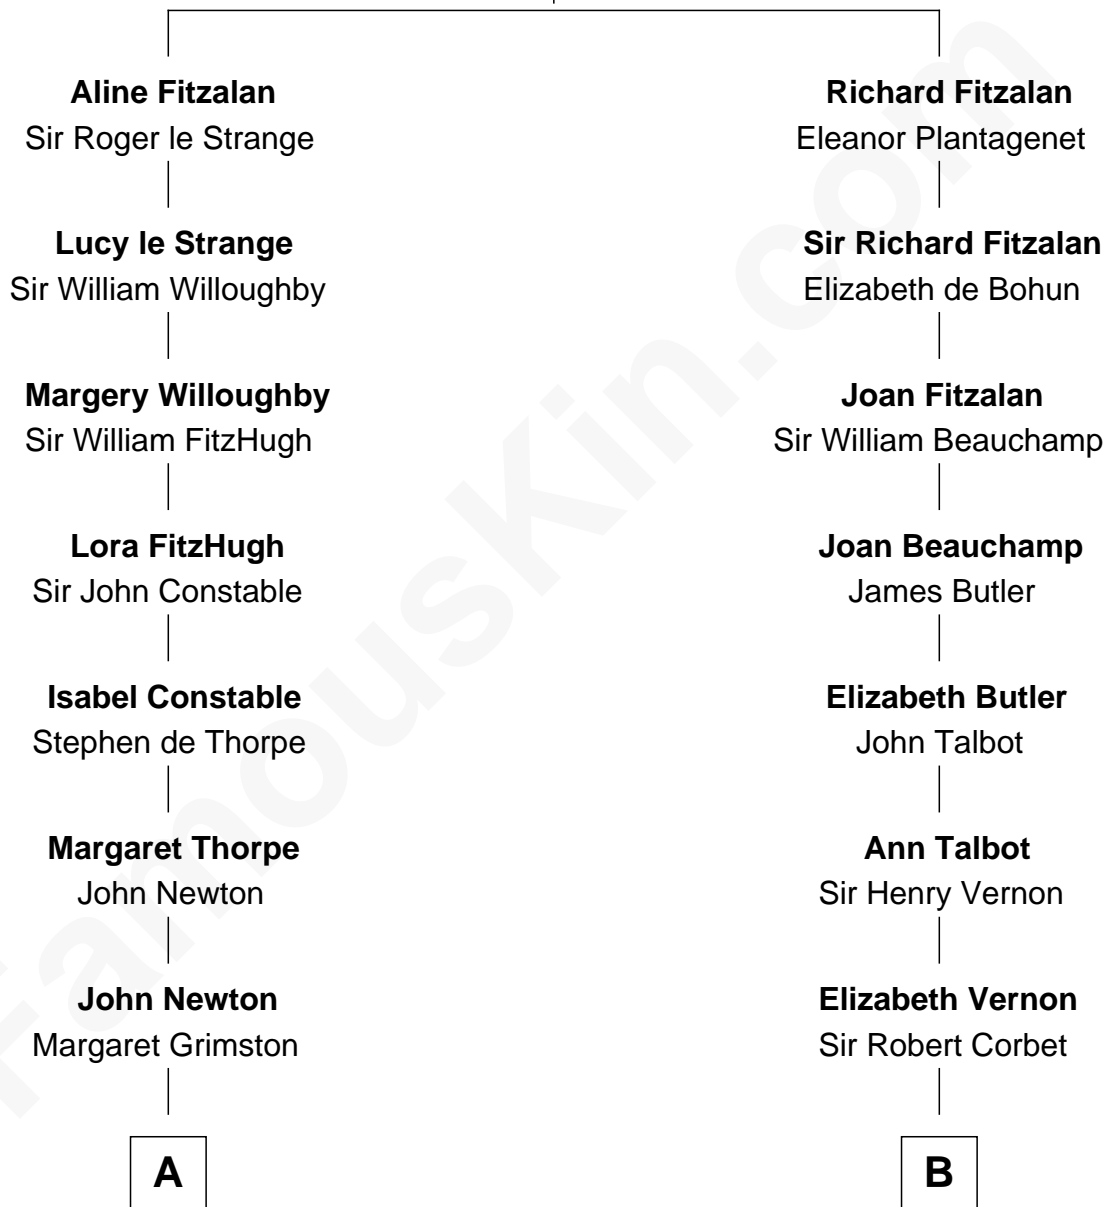 Aline Fitzalan
Sir Roger le Strange
Lucy le Strange
Sir William Willoughby
Margery Willoughby
Sir William FitzHugh
Lora FitzHugh
Sir John Constable
Isabel Constable
Stephen de Thorpe
Margaret Thorpe
John Newton
John Newton
Margaret Grimston
A
Richard Fitzalan
Eleanor Plantagenet
Sir Richard Fitzalan
Elizabeth de Bohun
Joan Fitzalan
Sir William Beauchamp
Joan Beauchamp
James Butler
Elizabeth Butler
John Talbot
Ann Talbot
Sir Henry Vernon
Elizabeth Vernon
Sir Robert Corbet
B
FamousKin.com